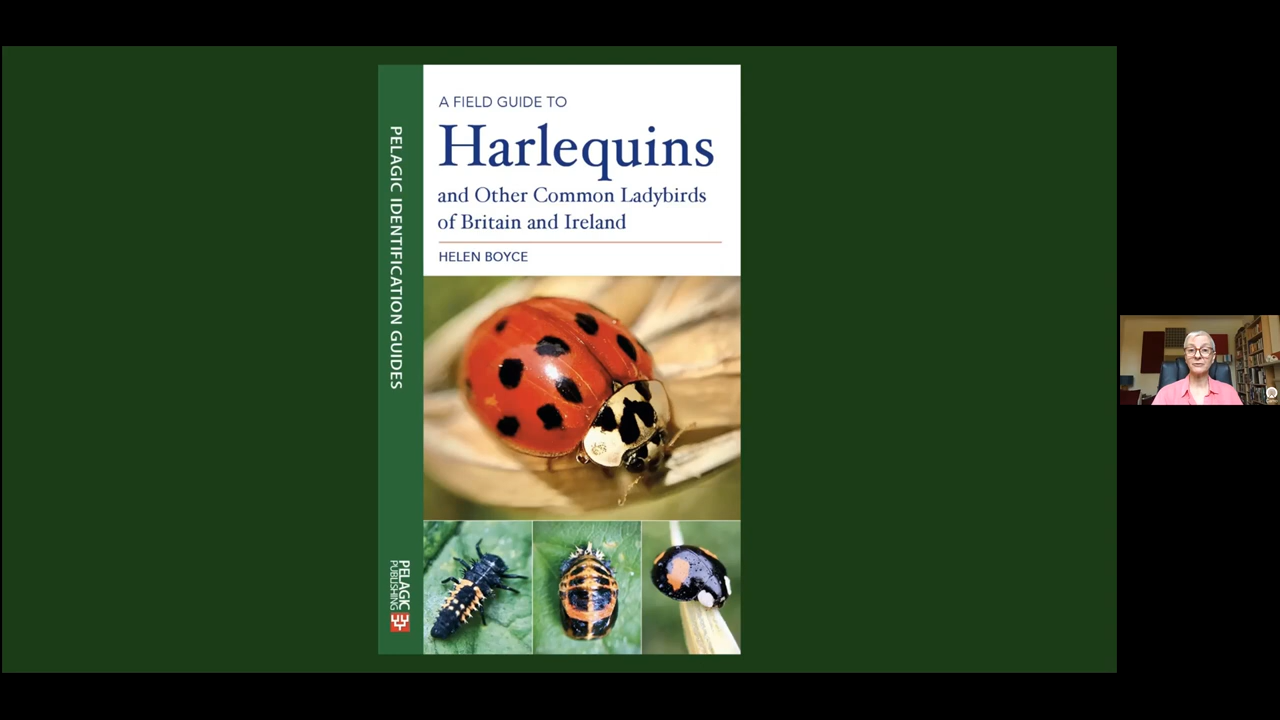 A FIELD GUIDE TO
Harlequins
and Other Common Ladybirds
of Britain and Ireland
HELEN BOYCE
PELAGIC IDENTIFICATION GUIDES
PELAGIC
PUBLISHING